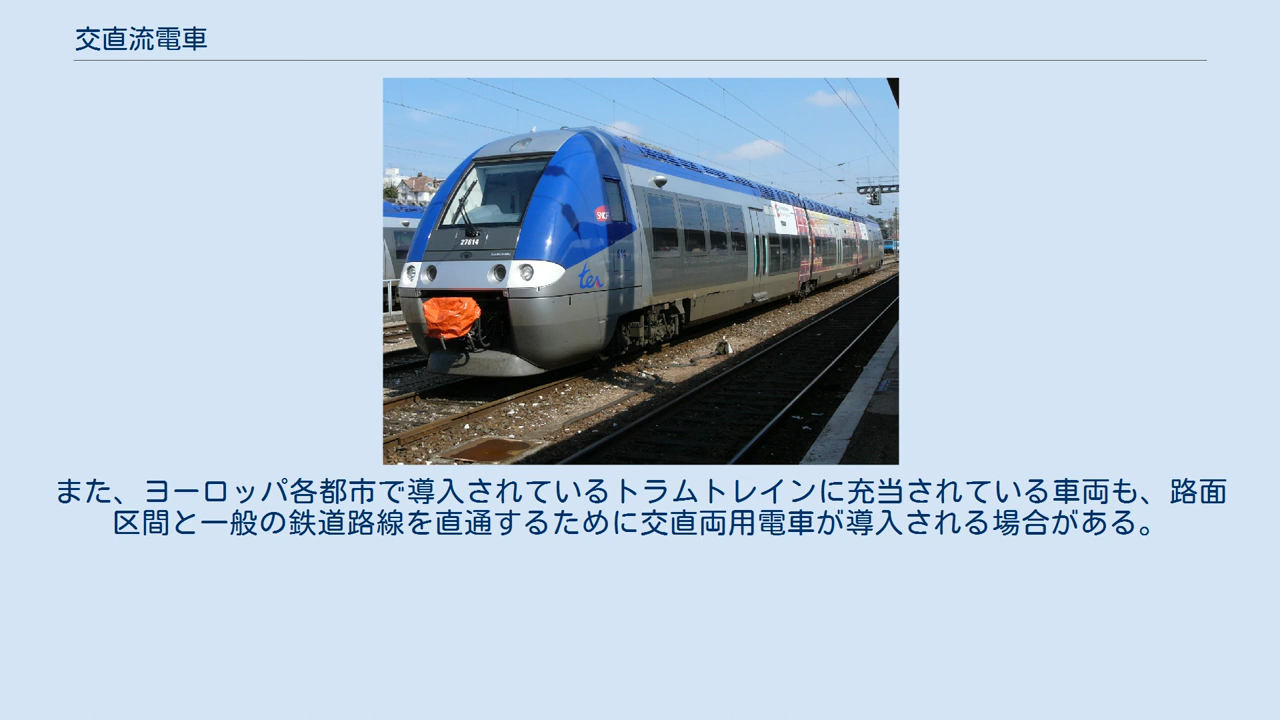 交直流電車
SNCF
27614
ter
また、ヨーロッパ各都市で導入されているトラムトレインに充当されている車両も、路面
区間と一般の鉄道路線を直通するために交直両用電車が導入される場合がある。